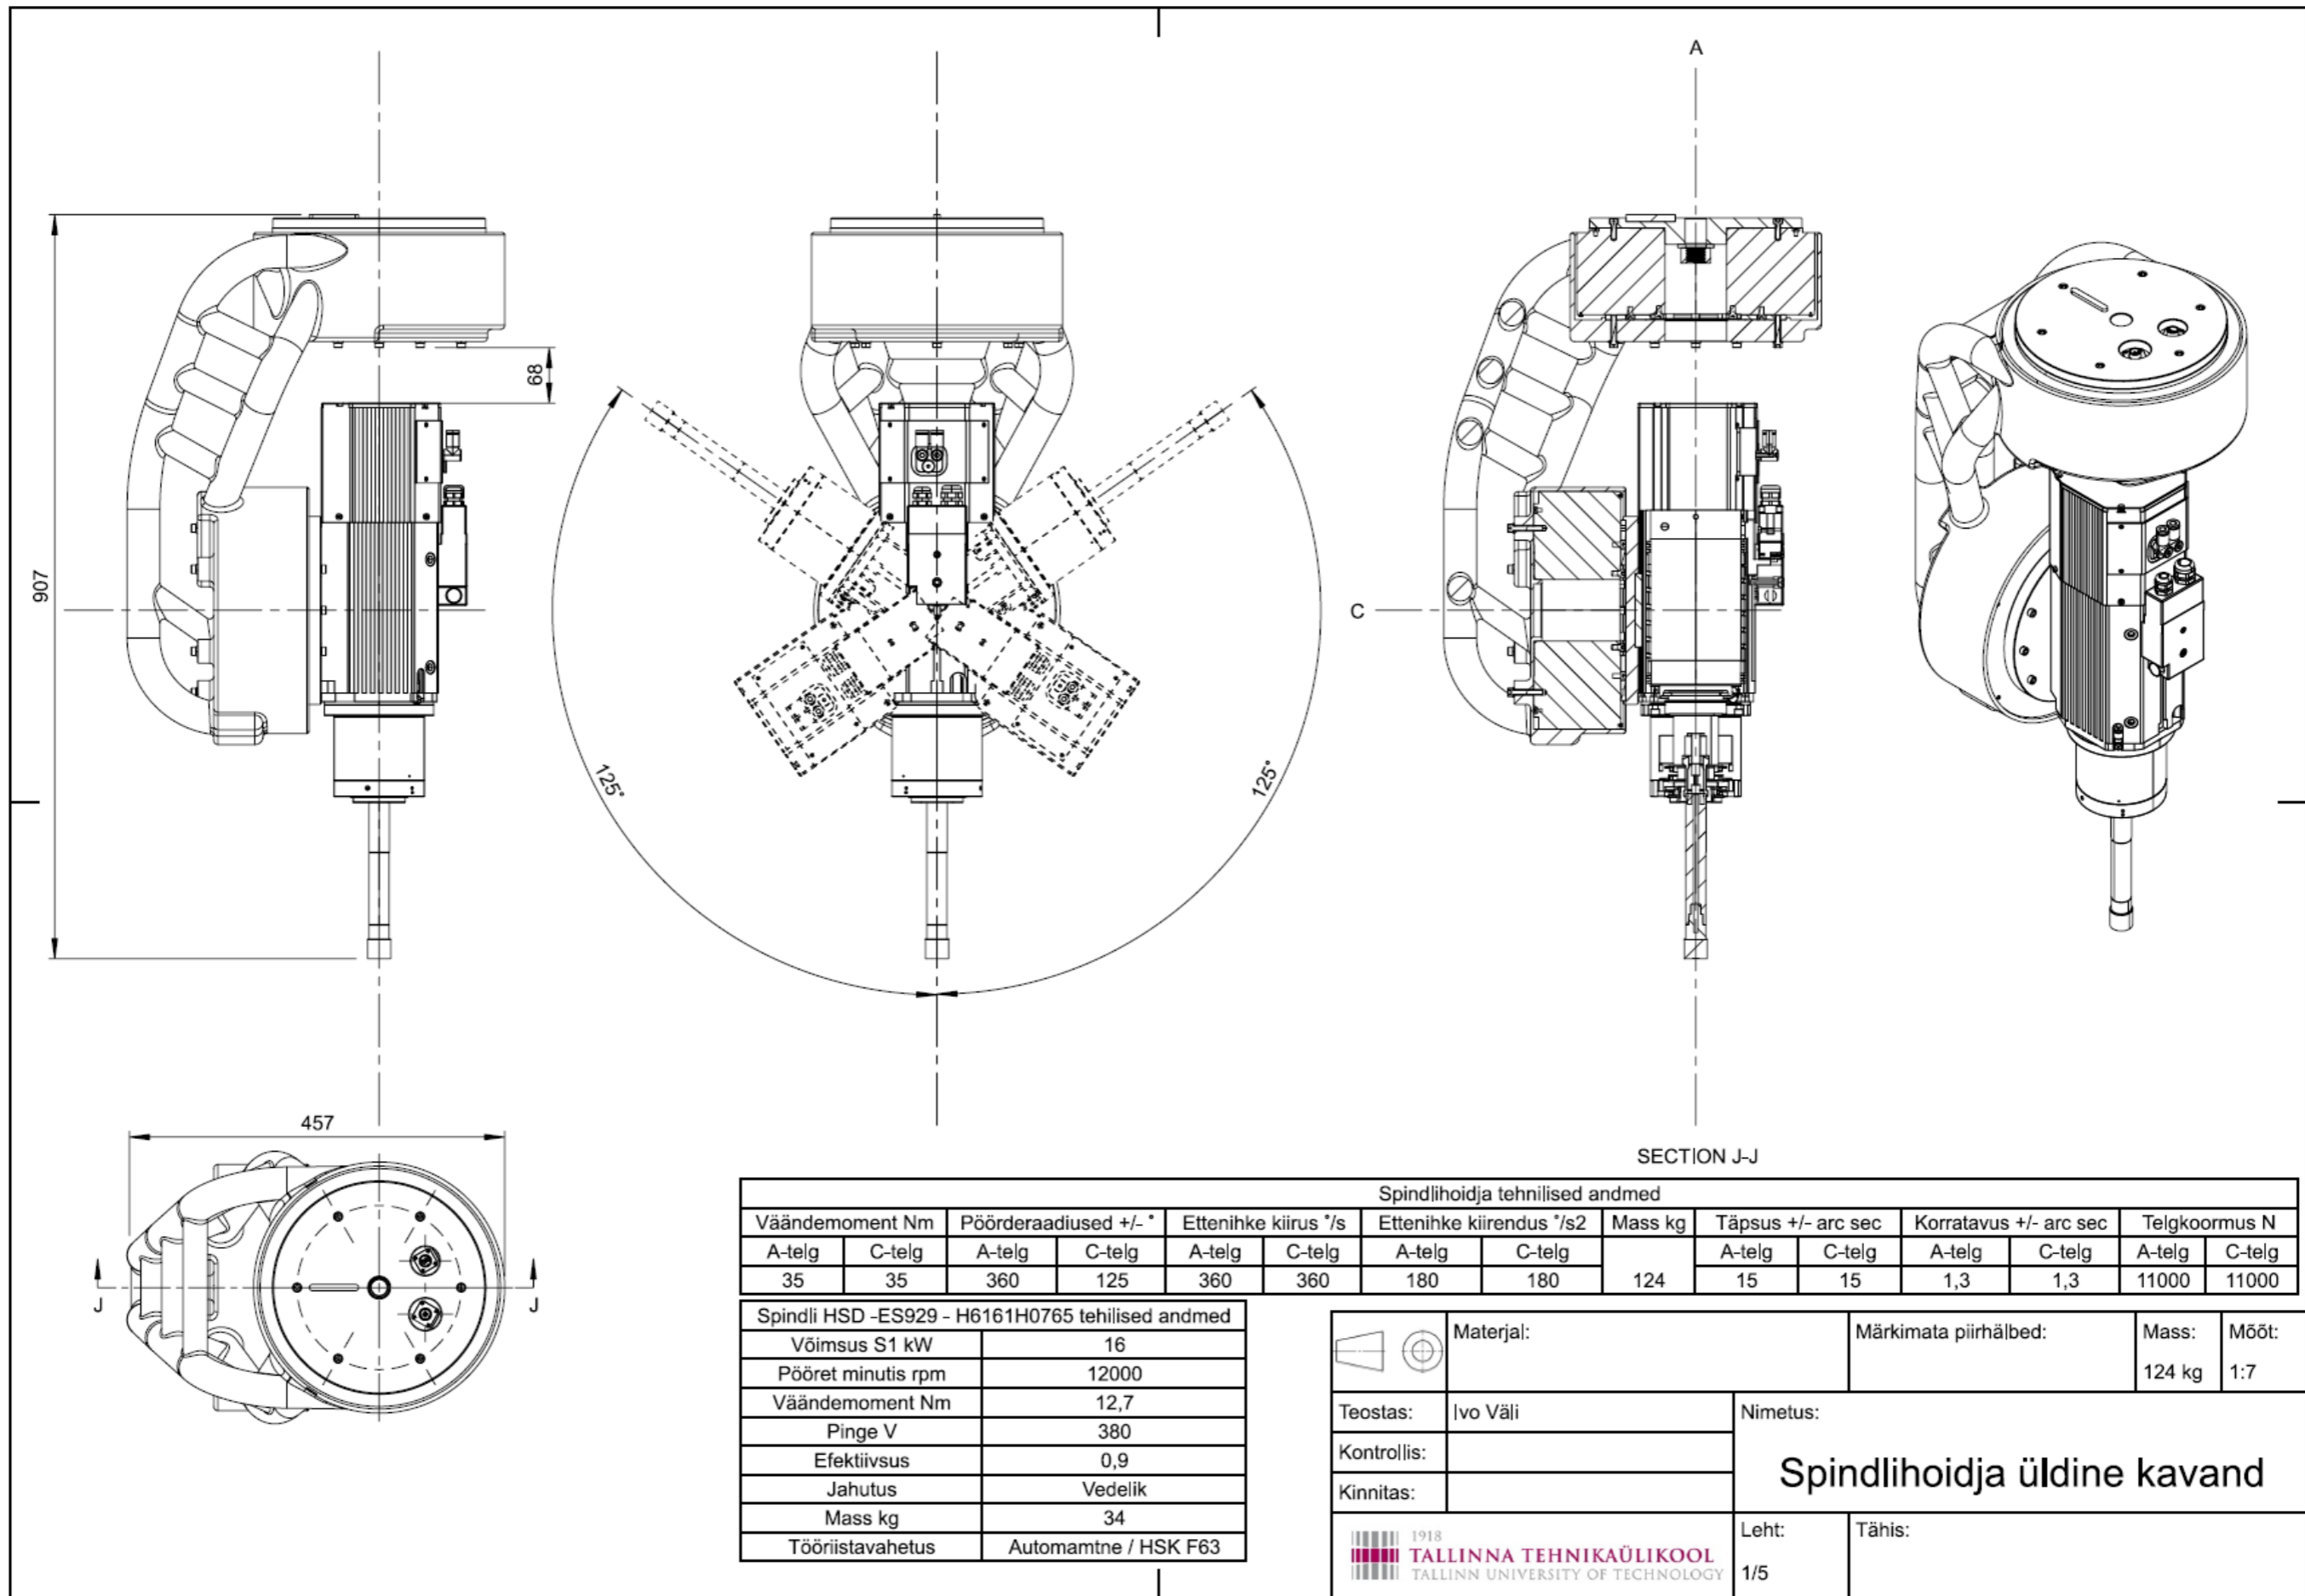 A
907
68
125°
125°
C
457
J
J
SECTION J-J
Spindlihoidja tehnilised andmed
Väändemoment Nm Pöörderaadiused +/- ° Ettenihke kiirus °/s Ettenihke kiirendus °/s2 Mass kg Täpsus +/- arc sec Korratavus +/- arc sec Telgkoormus N
A-telg C-telg A-telg C-telg A-telg C-telg A-telg C-telg A-telg C-telg A-telg C-telg A-telg C-telg
35 35 360 125 360 360 180 180 124 15 15 1,3 1,3 11000 11000
Spindli HSD -ES929 - H6161H0765 tehilised andmed
Võimsus S1 kW 16
Pööret minutis rpm 12000
Väändemoment Nm 12,7
Pinge V 380
Efektiivsus 0,9
Jahutus Vedelik
Mass kg 34
Tööriistavahetus Automamtne / HSK F63
Materjal: Märkimata piirhälbed: Mass: Mõõt:
124 kg 1:7
Teostas: Ivo Väli Nimetus:
Kontrollis:
Spindlihoidja üldine kavand
Kinnitas:
1918 Leht: Tähis:
TALLINNA TEHNIKAÜLIKOOL
TALLINN UNIVERSITY OF TECHNOLOGY 1/5